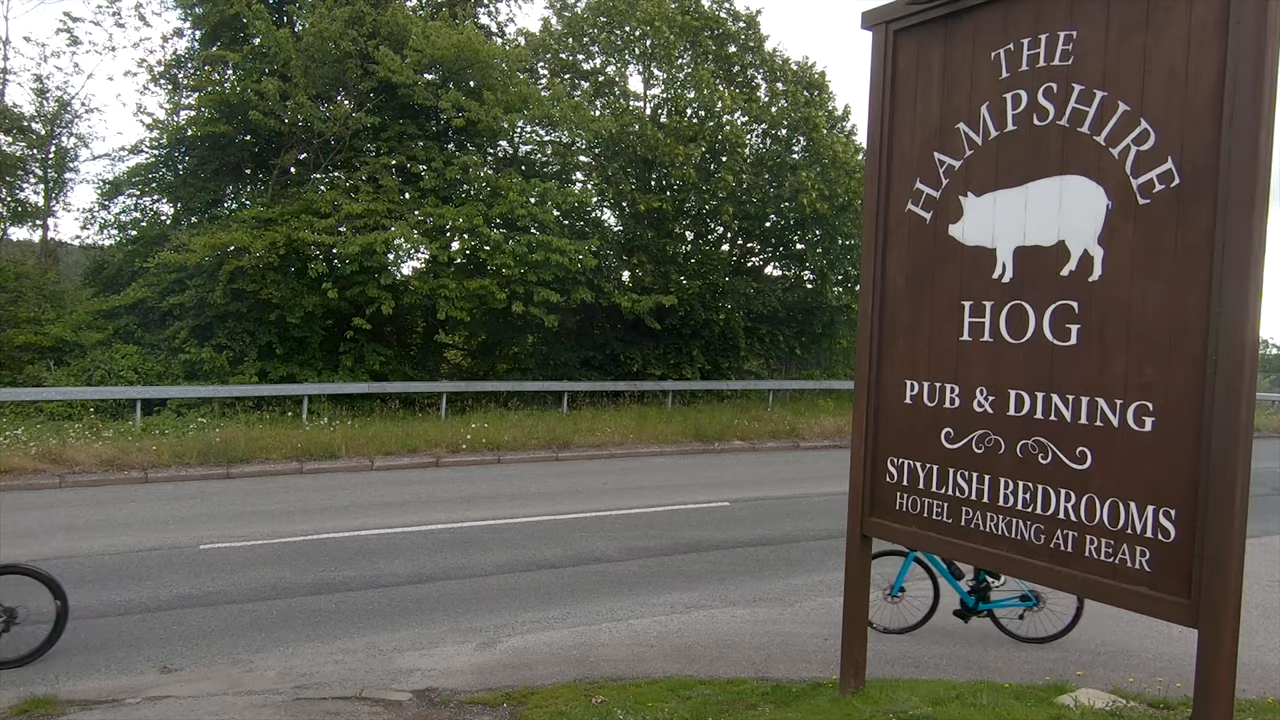 THE
HAMPSHIRE
HOG
PUB & DINING
STYLISH BEDROOMS
HOTEL PARKING AT REAR